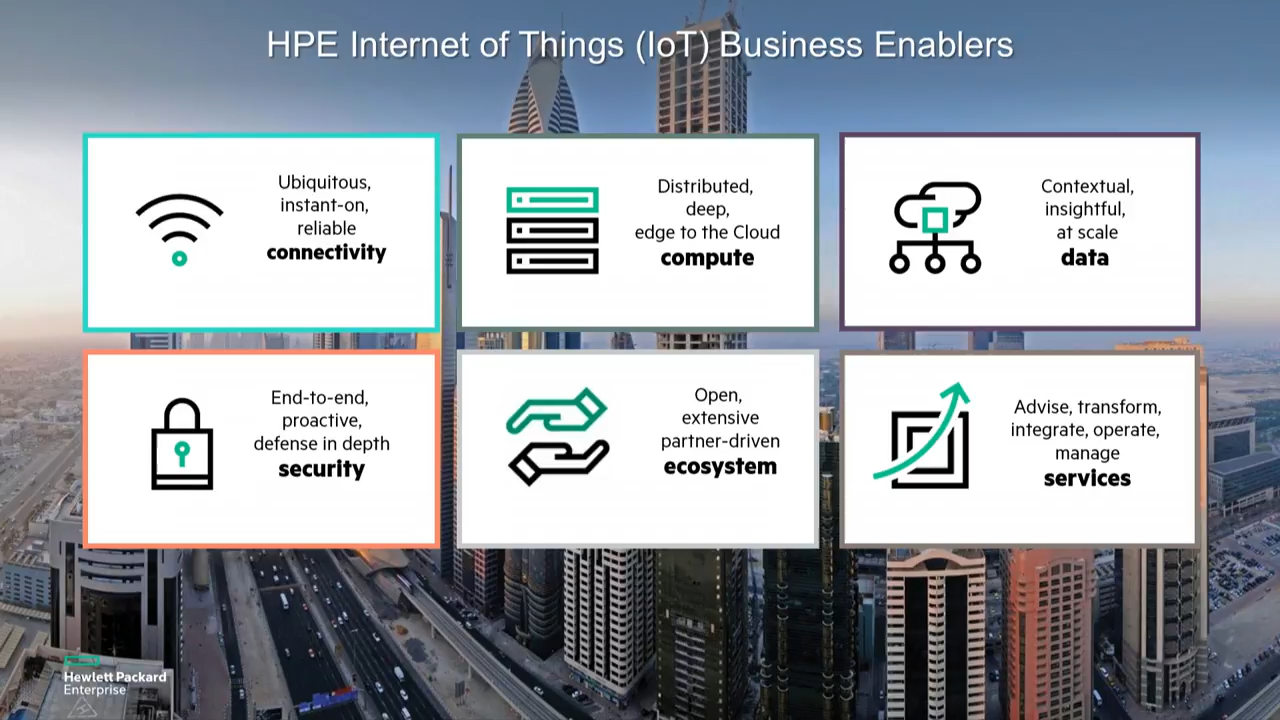 HPE Internet of Things (IoT) Business Enablers
Ubiquitous,
instant-on,
reliable
connectivity
Distributed,
deep,
edge to the Cloud
compute
Contextual,
insightful,
at scale
data
End-to-end,
proactive,
defense in depth
security
Open,
extensive
partner-driven
ecosystem
Advise, transform,
integrate, operate,
manage
services
Hewlett Packard
Enterprise